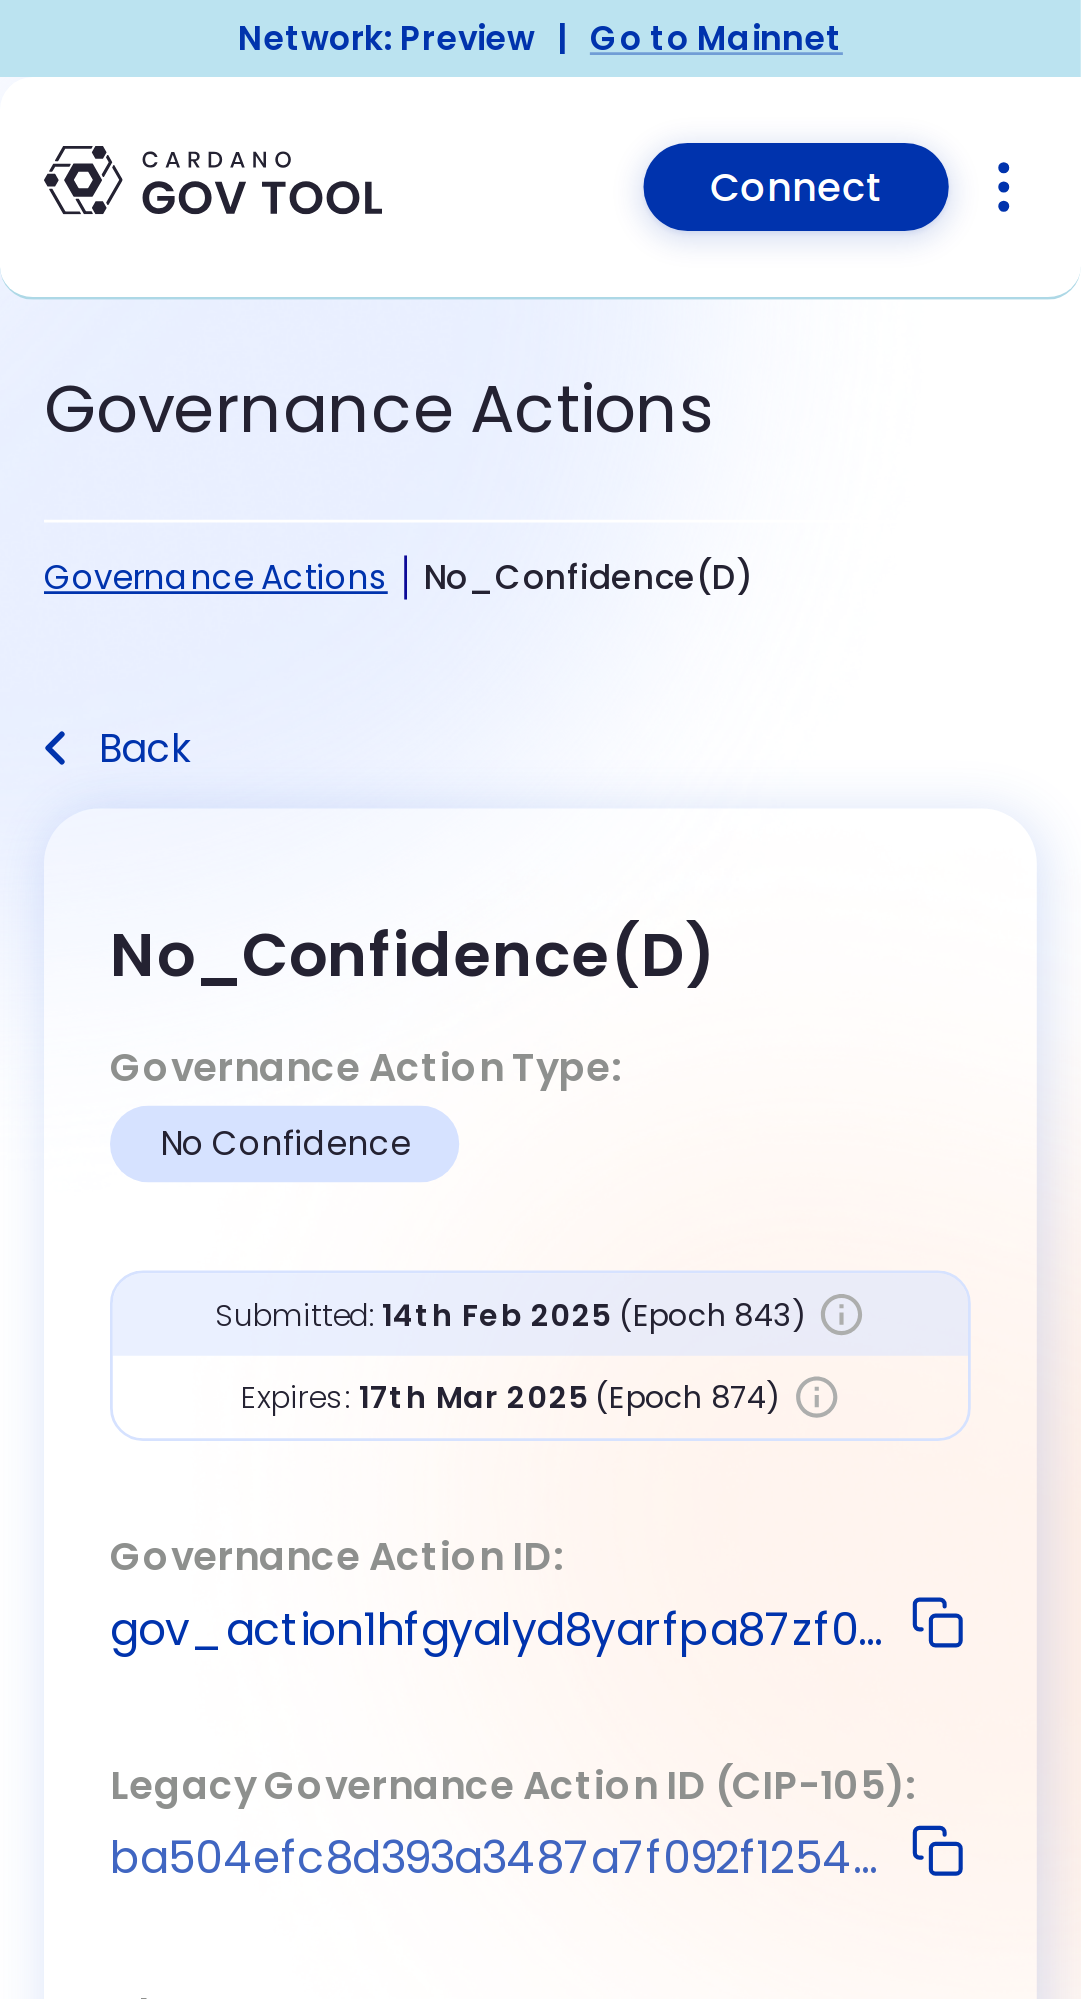 Network: Preview | Go to Mainnet
CARDANO
GOV TOOL
Connect
Governance Actions
Governance Actions | No_Confidence(D)
Back
No_Confidence(D)
Governance Action Type:
No Confidence
Submitted: 14th Feb 2025 (Epoch 843)
Expires: 17th Mar 2025 (Epoch 874)
Governance Action ID:
gov_action1hfgyalyd8yarfpa87zf0...
Legacy Governance Action ID (CIP-105):
ba504efc8d393a3487a7f092f1254...